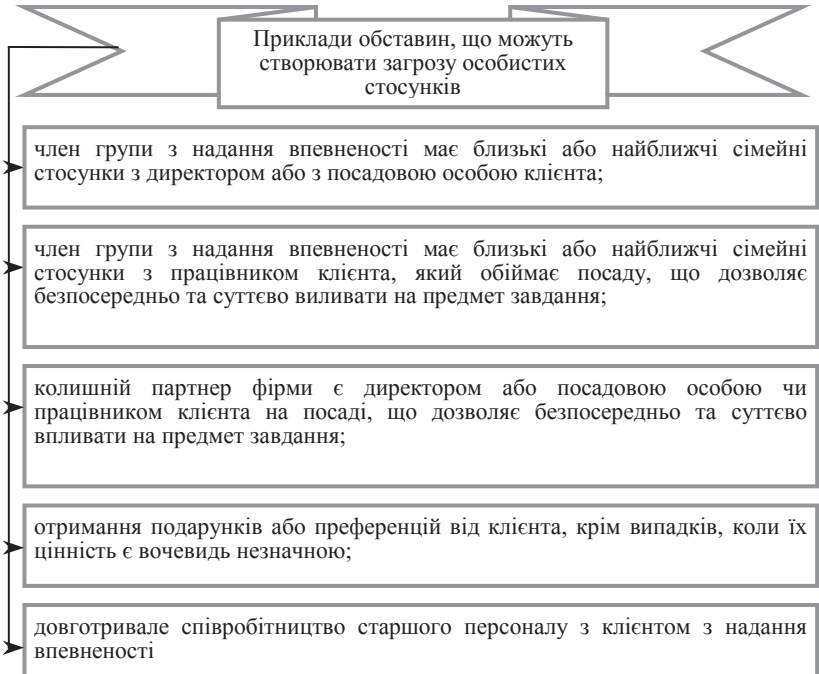 Приклади обставин, що можуть
створювати загрозу особистих
стосунків
член групи з надання впевненості має близькі або найближчі сімейні
стосунки з директором або з посадовою особою клієнта;
член групи з надання впевненості має близькі або найближчі сімейні
стосунки з працівником клієнта, який обіймає посаду, що дозволяє
безпосередньо та суттєво виливати на предмет завдання;
колишній партнер фірми є директором або посадовою особою чи
працівником клієнта на посаді, що дозволяє безпосередньо та суттєво
впливати на предмет завдання;
отримання подарунків або преференцій від клієнта, крім випадків, коли їх
цінність є вочевидь незначною;
довготривале співробітництво старшого персоналу з клієнтом з надання
впевненості